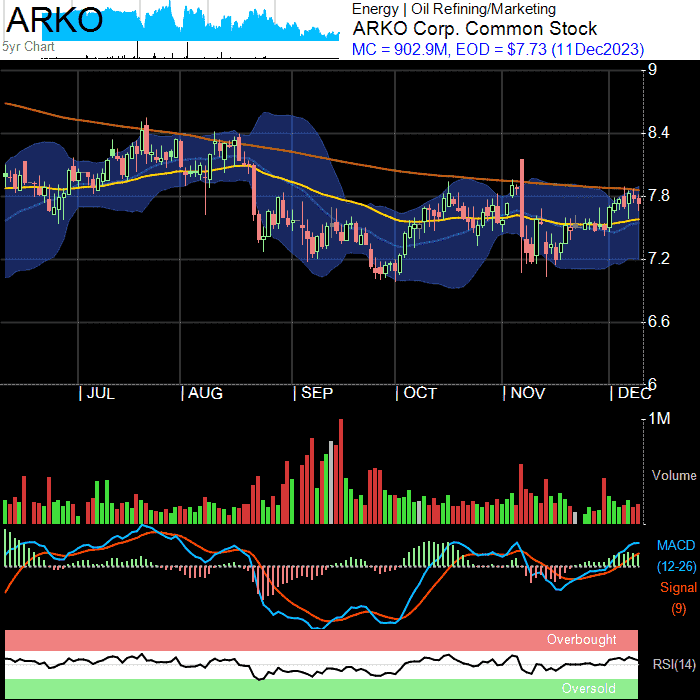 ARKO
5yr Chart
Energy | Oil Refining/Marketing
ARKO Corp. Common Stock
MC = 902.9M, EOD = $7.73 (11Dec2023)
9
8.4
7.8
7.2
6.6
6
| JUL | AUG | SEP | OCT | NOV | DEC
1M
Volume
MACD
(12-26)
Signal
(9)
Overbought
RSI(14)
Oversold